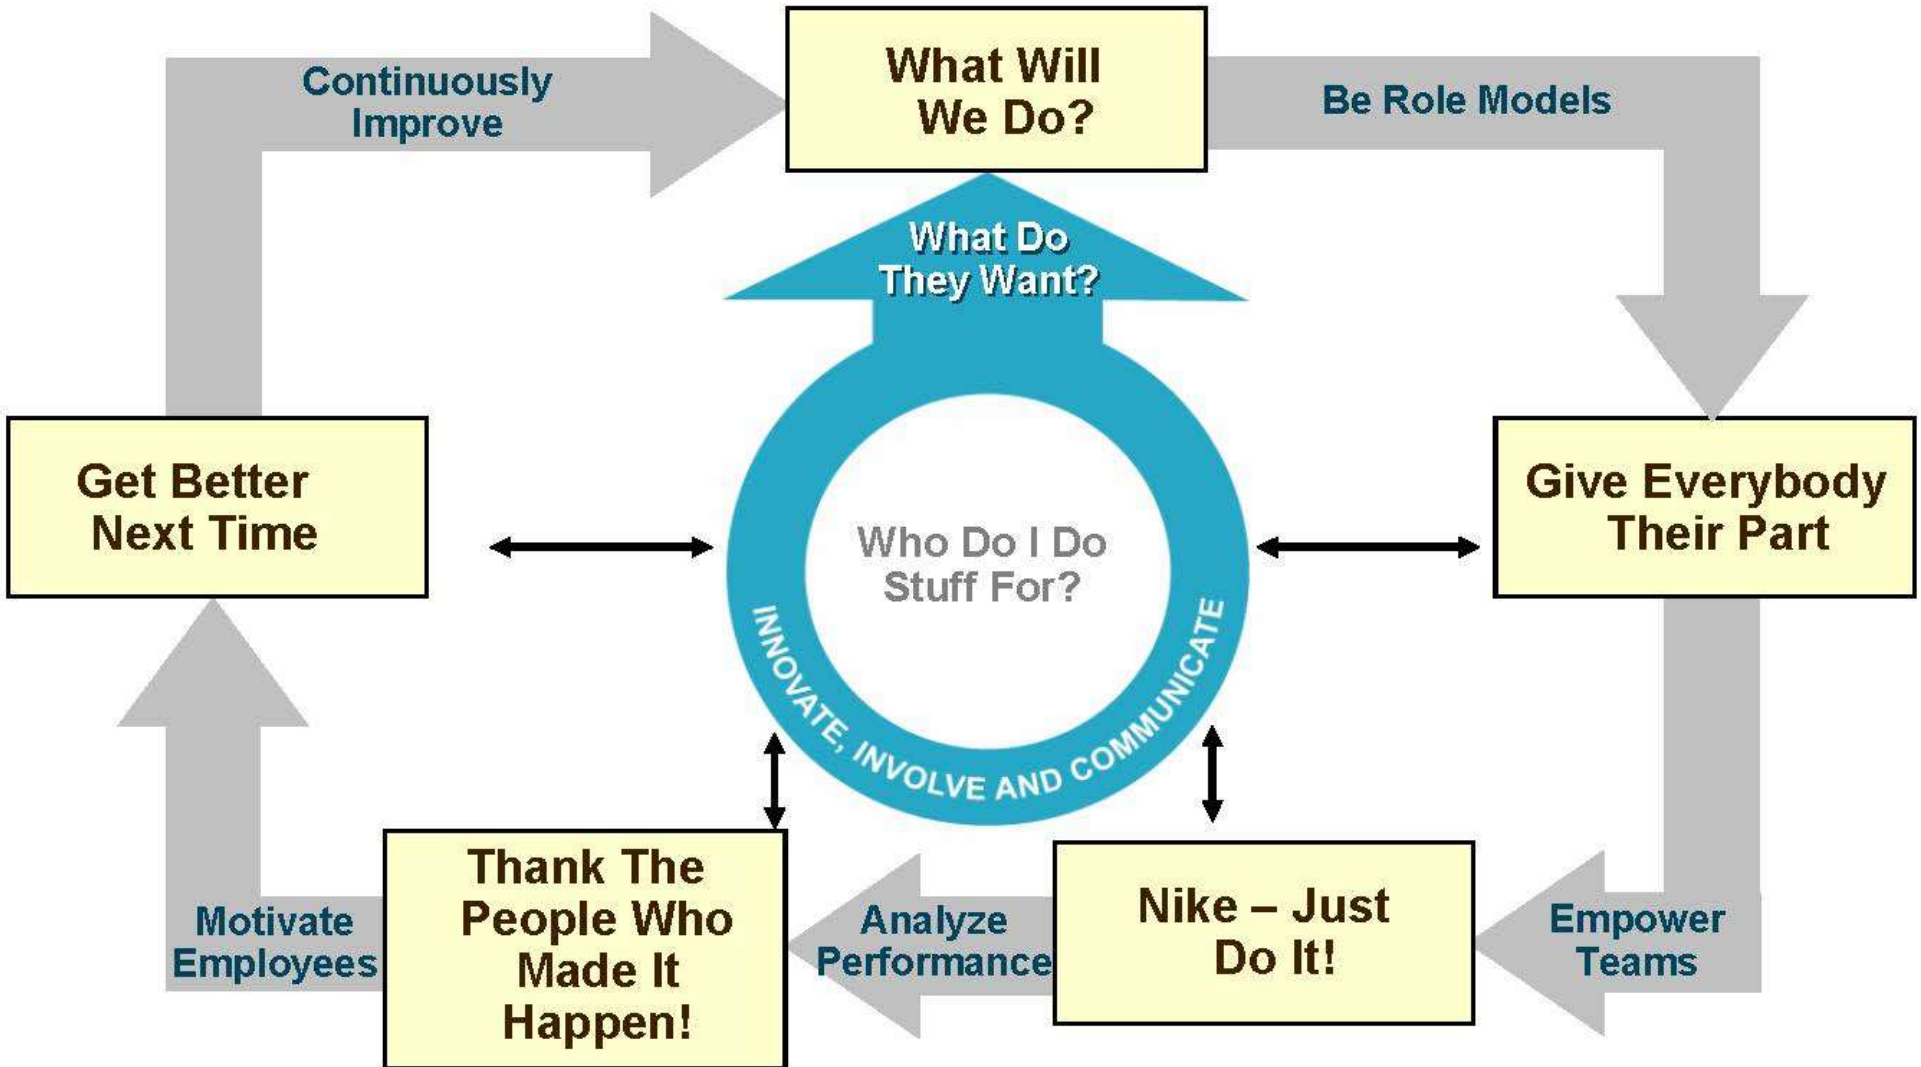 What Will
We Do?
Continuously
Improve
Be Role Models
What Do
They Want?
Get Better
Next Time
Give Everybody
Their Part
Who Do I Do
Stuff For?
INNOVATE, INVOLVE AND COMMUNICATE
Thank The
People Who
Made It
Happen!
Nike – Just
Do It!
Motivate
Employees
Analyze
Performance
Empower
Teams